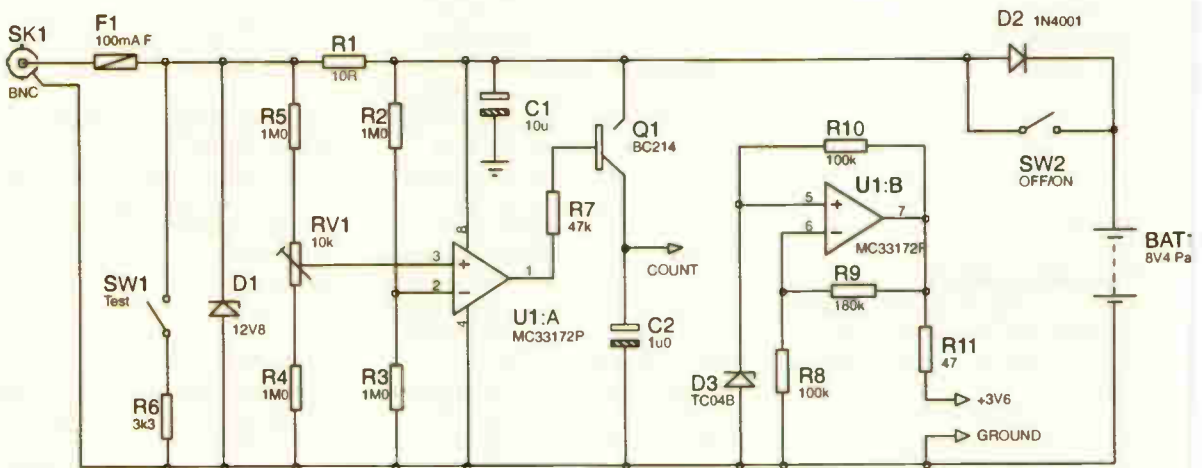 SK1
BNC
F1
100mA F
R1
10R
R5
1M0
R2
1M0
C1
10u
Q1
BC214
D2 1N4001
SW2
OFF/ON
R10
100k
U1:B
5
+
6
−
7
MC33172P
RV1
10k
R7
47k
8
3
+
2
−
1
4
U1:A
MC33172P
COUNT
BAT
8V4 Pa
SW1
Test
D1
12V8
C2
1u0
R9
180k
R11
47
R6
3k3
R4
1M0
R3
1M0
D3
TC04B
R8
100k
+3V6
GROUND